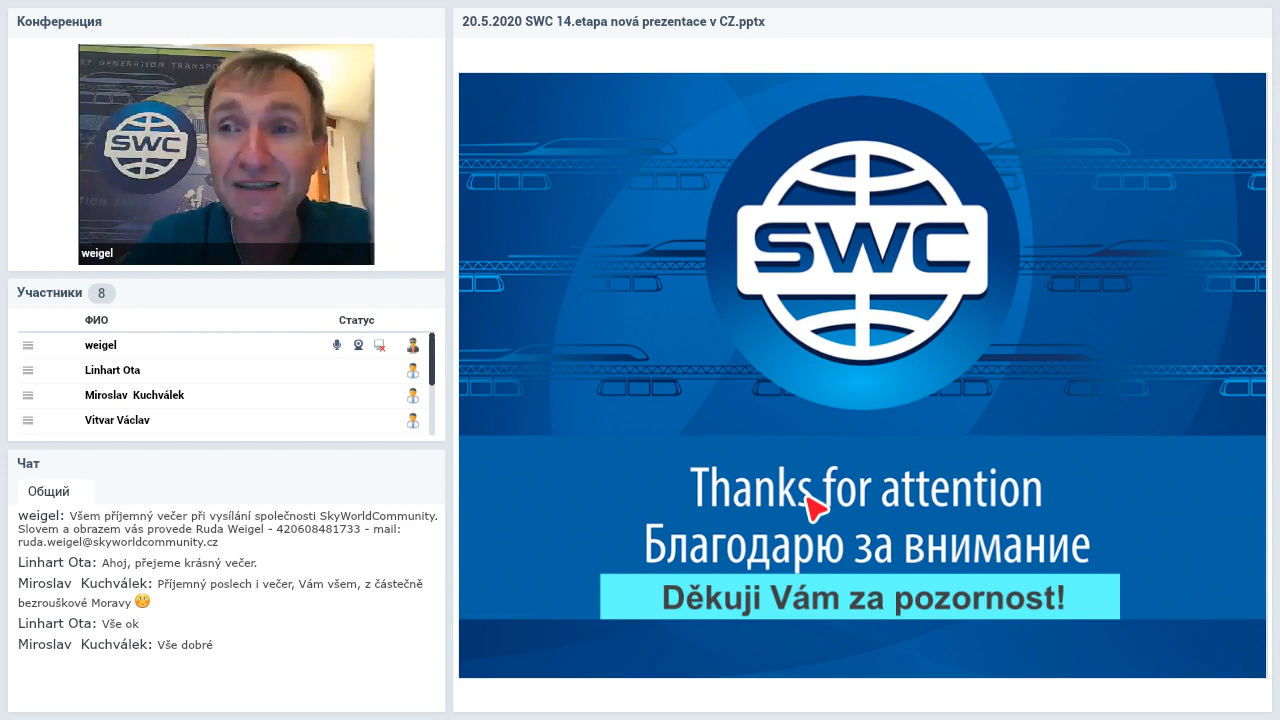 Конференция
XT GENERATION TRANSPO
SWC
weigel
Участники 8
ФИО Статус
weigel
Linhart Ota
Miroslav Kuchválek
Vitvar Václav
Чат
Общий
weigel: Všem příjemný večer při vysílání společnosti SkyWorldCommunity.
Slovem a obrazem vás provede Ruda Weigel - 420608481733 - mail:
ruda.weigel@skyworldcommunity.cz
Linhart Ota: Ahoj, přejeme krásný večer.
Miroslav Kuchválek: Příjemný poslech i večer, Vám všem, z částečně
bezrouškové Moravy
Linhart Ota: Vše ok
Miroslav Kuchválek: Vše dobré
20.5.2020 SWC 14.etapa nová prezentace v CZ.pptx
SWC
Thanks for attention
Благодарю за внимание
Děkuji Vám za pozornost!